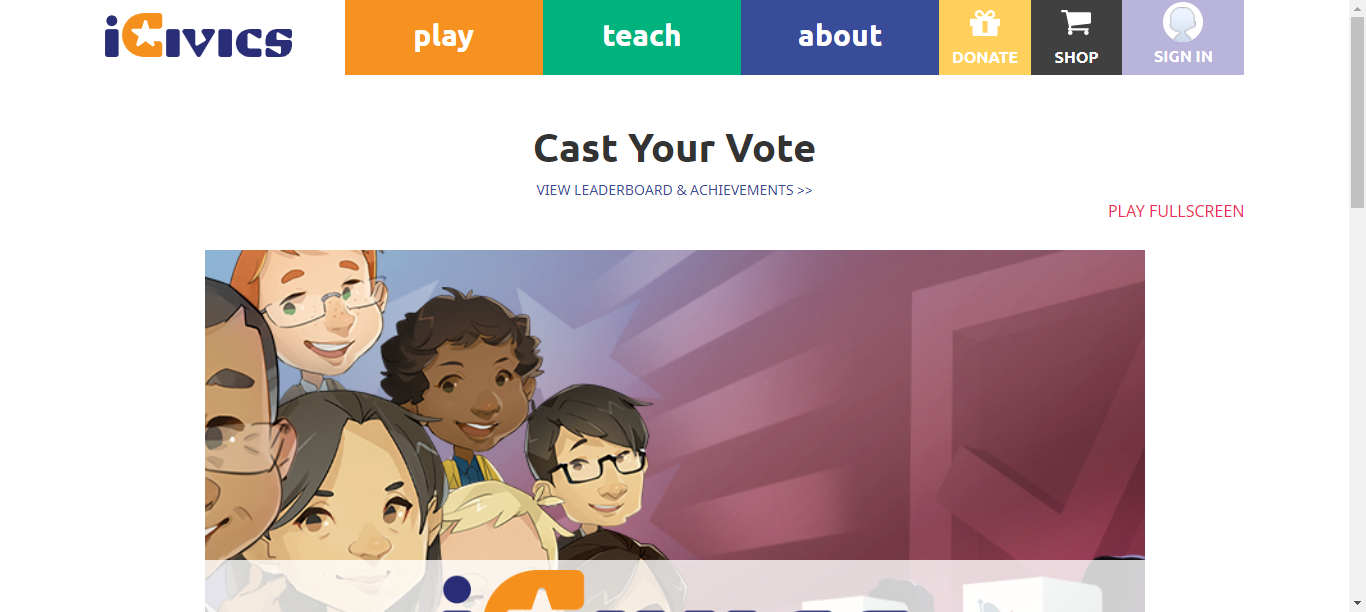 iCivics
play
teach
about
DONATE
SHOP
SIGN IN
Cast Your Vote
VIEW LEADERBOARD & ACHIEVEMENTS >>
PLAY FULLSCREEN